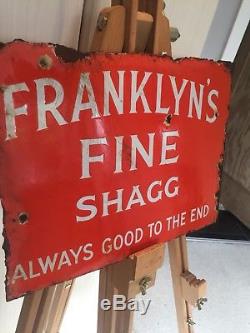 FRANKLYN'S
FINE
SHAGG
ALWAYS GOOD TO THE END